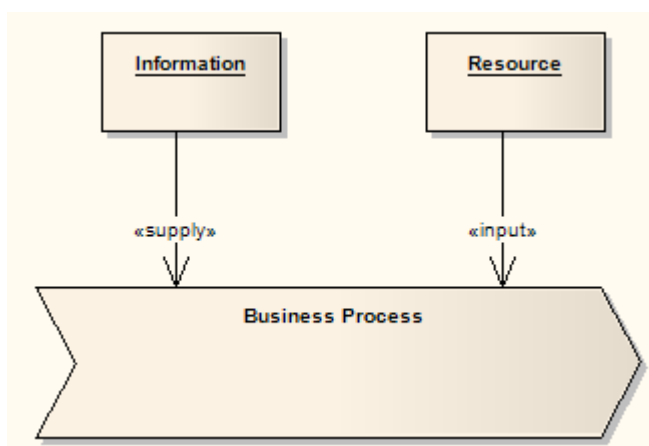 Information
Resource
«supply»
«input»
Business Process